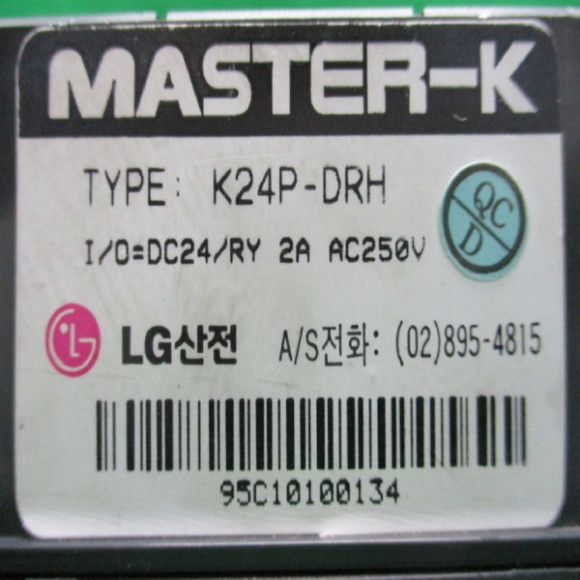 MASTER-K
TYPE: K24P-DRH
QC
D
I/O=DC24/RY 2A AC250V
LG산전 A/S전화: (02)895-4815
95C10100134